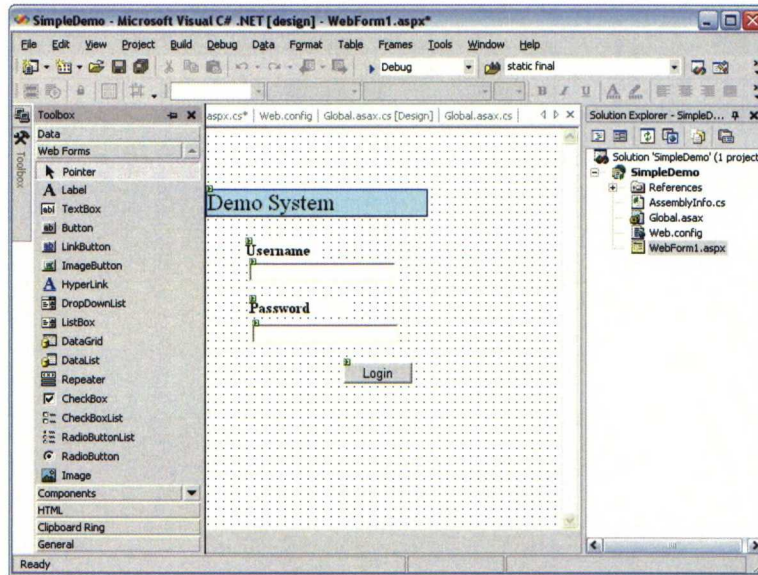 SimpleDemo - Microsoft Visual C# .NET [design] - WebForm1.aspx*
File Edit View Project Build Debug Data Format Table Frames Tools Window Help
Debug static final
B I U A
Toolbox
aspx.cs* Web.config Global.asax.cs [Design] Global.asax.cs
Solution Explorer - SimpleD...
Toolbox
Data
Web Forms
Pointer
A Label
abl TextBox
ab Button
ab LinkButton
ImageButton
A HyperLink
DropDownList
ListBox
DataGrid
DataList
Repeater
CheckBox
CheckBoxList
RadioButtonList
RadioButton
Image
Components
HTML
Clipboard Ring
General
Demo System
Username
Password
Login
Solution 'SimpleDemo' (1 project
SimpleDemo
References
AssemblyInfo.cs
Global.asax
Web.config
WebForm1.aspx
Ready